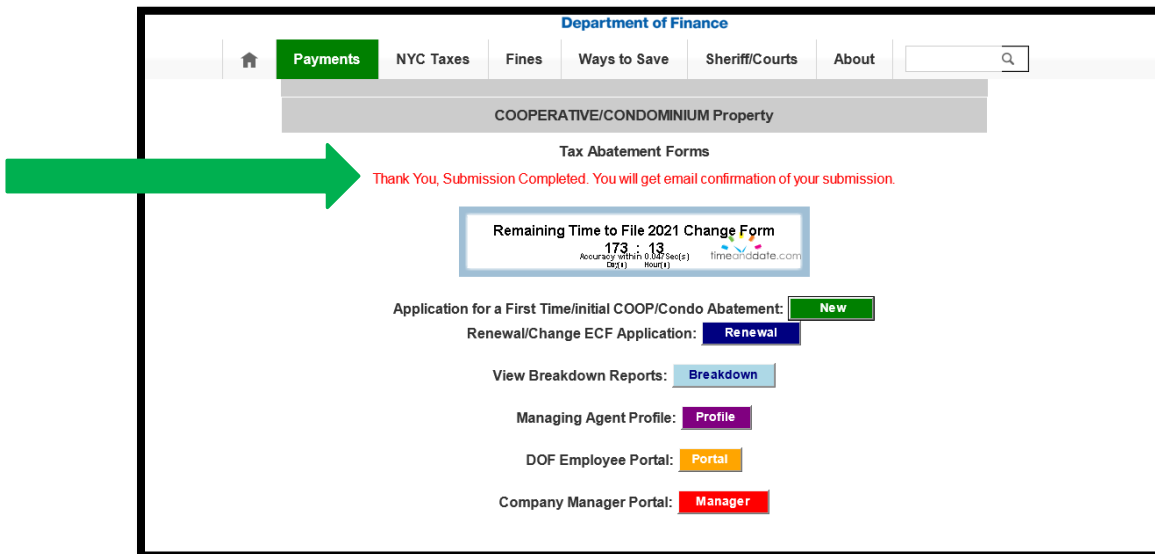 Department of Finance
Payments NYC Taxes Fines Ways to Save Sheriff/Courts About
COOPERATIVE/CONDOMINIUM Property
Tax Abatement Forms
Thank You, Submission Completed. You will get email confirmation of your submission.
Remaining Time to File 2021 Change Form
173 : 13
Accuracy within 0.047Sec(s)
Day(s) Hour(s)
timeanddate.com
Application for a First Time/initial COOP/Condo Abatement: New
Renewal/Change ECF Application: Renewal
View Breakdown Reports: Breakdown
Managing Agent Profile: Profile
DOF Employee Portal: Portal
Company Manager Portal: Manager